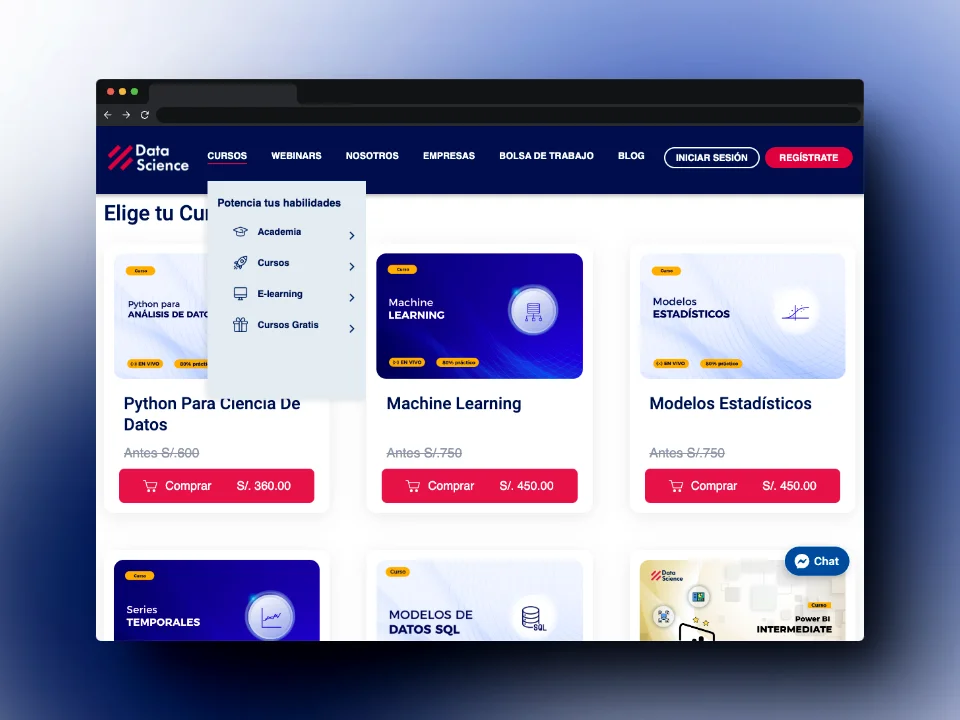 Data
Science
CURSOS
WEBINARS
NOSOTROS
EMPRESAS
BOLSA DE TRABAJO
BLOG
INICIAR SESIÓN
REGÍSTRATE
Elige tu Cur
Potencia tus habilidades
Academia
Cursos
E-learning
Cursos Gratis
Curso
Python para
ANÁLISIS DE DATO
EN VIVO
80% práctic
Python Para Ciencia De
Datos
Antes S/.600
Comprar S/. 360.00
Curso
Machine
LEARNING
EN VIVO
80% práctico
Machine Learning
Antes S/.750
Comprar S/. 450.00
Curso
Modelos
ESTADÍSTICOS
EN VIVO
80% práctico
Modelos Estadísticos
Antes S/.750
Comprar S/. 450.00
Curso
Series
TEMPORALES
Curso
MODELOS DE
DATOS SQL
SQL
Data
Science
Curso
Power BI
INTERMEDIATE
Chat